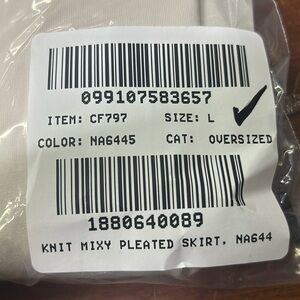 099107583657
ITEM: CF797 SIZE: L
COLOR: NA6445 CAT: OVERSIZED
1880640089
KNIT MIXY PLEATED SKIRT, NA644